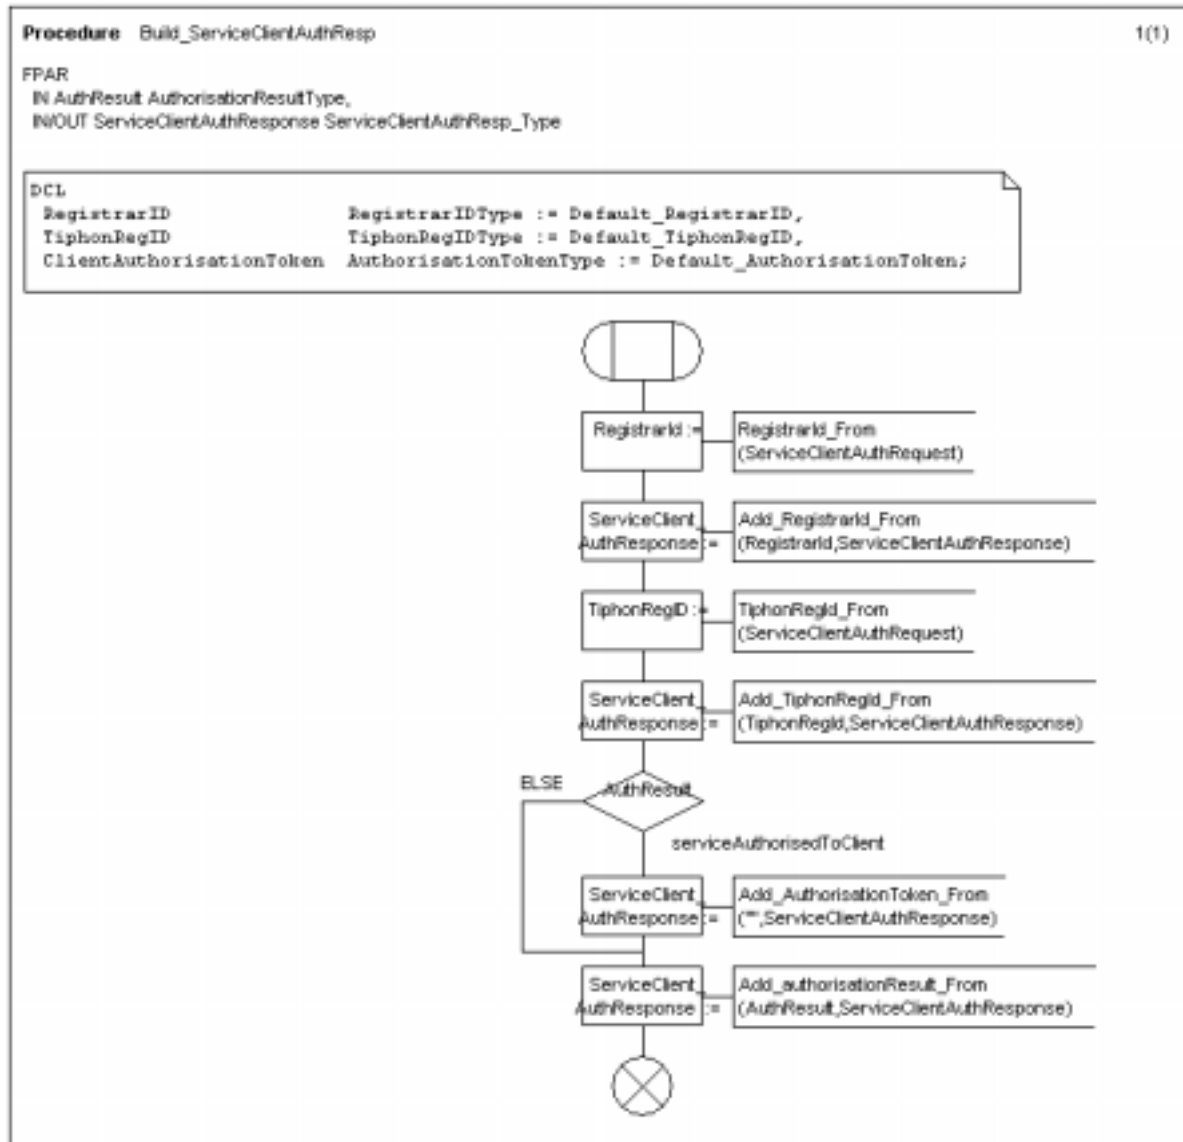 Procedure Build_ServiceClientAuthResp 1(1)
FPAR
IN AuthResult AuthorisationResultType,
IN/OUT ServiceClientAuthResponse ServiceClientAuthResp_Type
DCL
RegistrarID RegistrarIDType := Default_RegistrarID,
TiphonRegID TiphonRegIDType := Default_TiphonRegID,
ClientAuthorisationToken AuthorisationTokenType := Default_AuthorisationToken;
RegistrarId :=
RegistrarId_From
(ServiceClientAuthRequest)
ServiceClient_
AuthResponse :=
Add_RegistrarId_From
(RegistrarId,ServiceClientAuthResponse)
TiphonRegID :=
TiphonRegId_From
(ServiceClientAuthRequest)
ServiceClient_
AuthResponse :=
Add_TiphonRegId_From
(TiphonRegId,ServiceClientAuthResponse)
ELSE
AuthResult
serviceAuthorisedToClient
ServiceClient_
AuthResponse :=
Add_AuthorisationToken_From
("",ServiceClientAuthResponse)
ServiceClient_
AuthResponse :=
Add_authorisationResult_From
(AuthResult,ServiceClientAuthResponse)